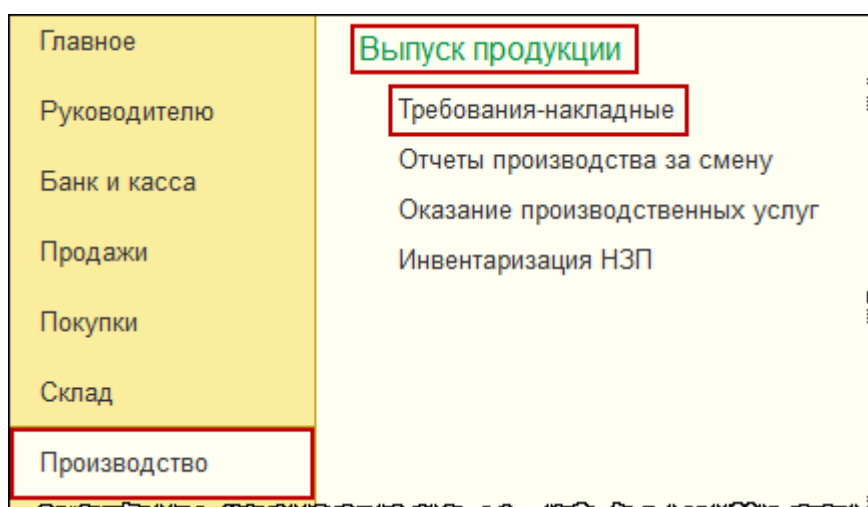 Главное
Руководителю
Банк и касса
Продажи
Покупки
Склад
Производство
Выпуск продукции
Требования-накладные
Отчеты производства за смену
Оказание производственных услуг
Инвентаризация НЗП